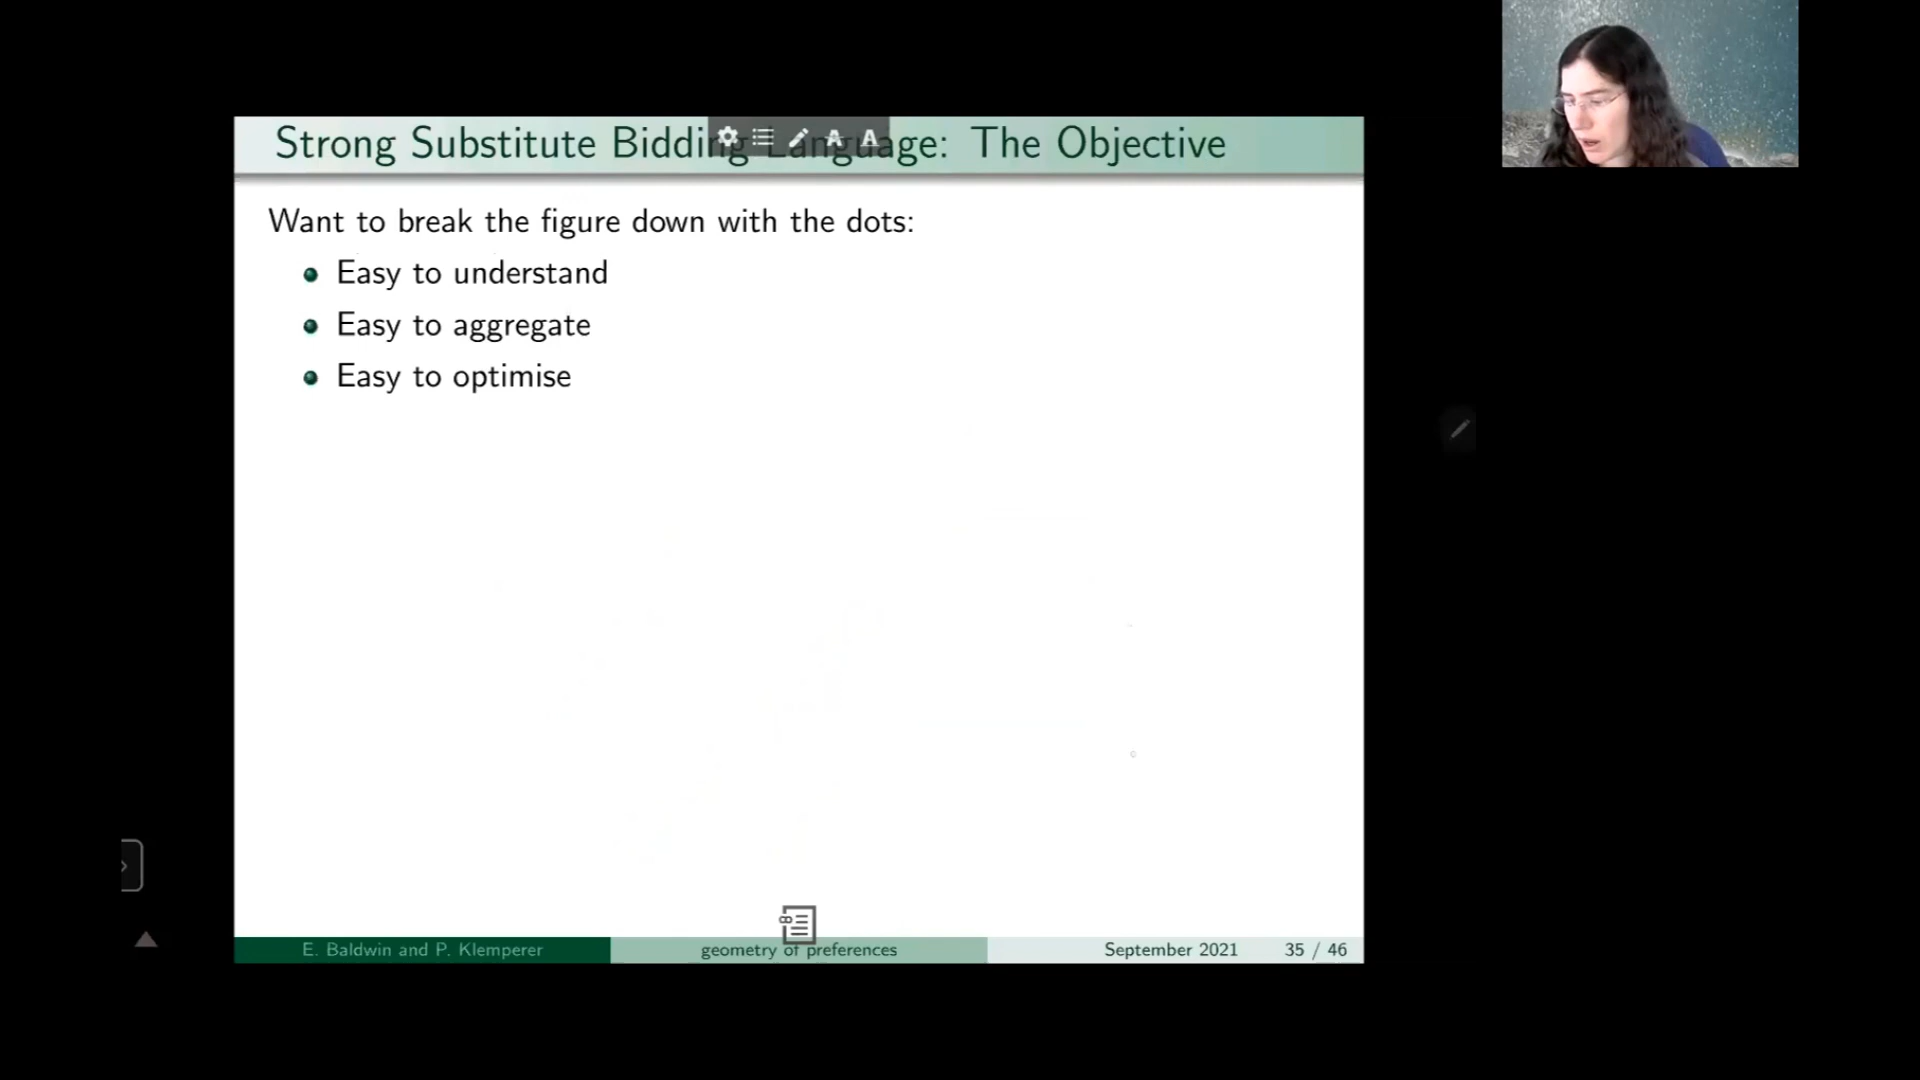 Strong Substitute Bidding Language: The Objective
Want to break the figure down with the dots:
Easy to understand
Easy to aggregate
Easy to optimise
E. Baldwin and P. Klemperer
geometry of preferences
September 2021
35 / 46